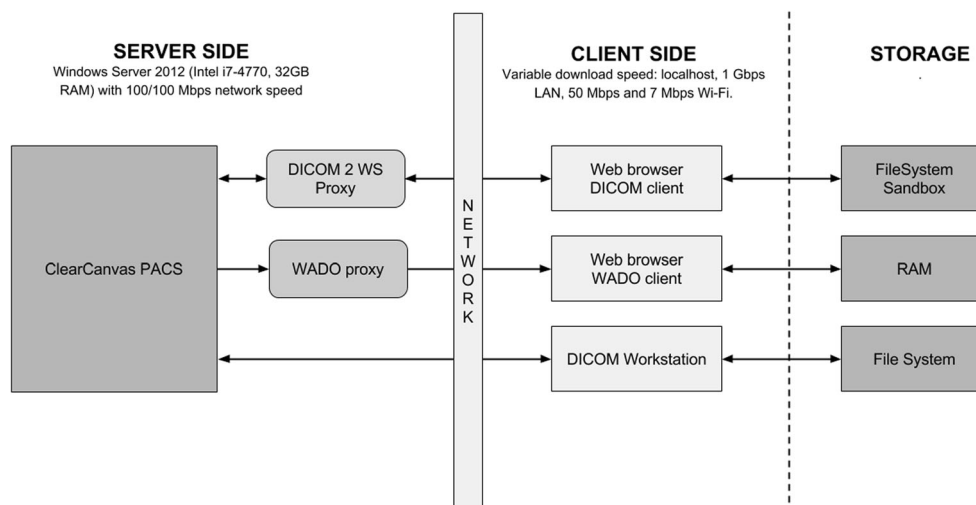 SERVER SIDE
Windows Server 2012 (Intel i7-4770, 32GB
RAM) with 100/100 Mbps network speed
CLIENT SIDE
Variable download speed: localhost, 1 Gbps
LAN, 50 Mbps and 7 Mbps Wi-Fi.
STORAGE
.
ClearCanvas PACS
DICOM 2 WS
Proxy
WADO proxy
NETWORK
Web browser
DICOM client
Web browser
WADO client
DICOM Workstation
FileSystem
Sandbox
RAM
File System